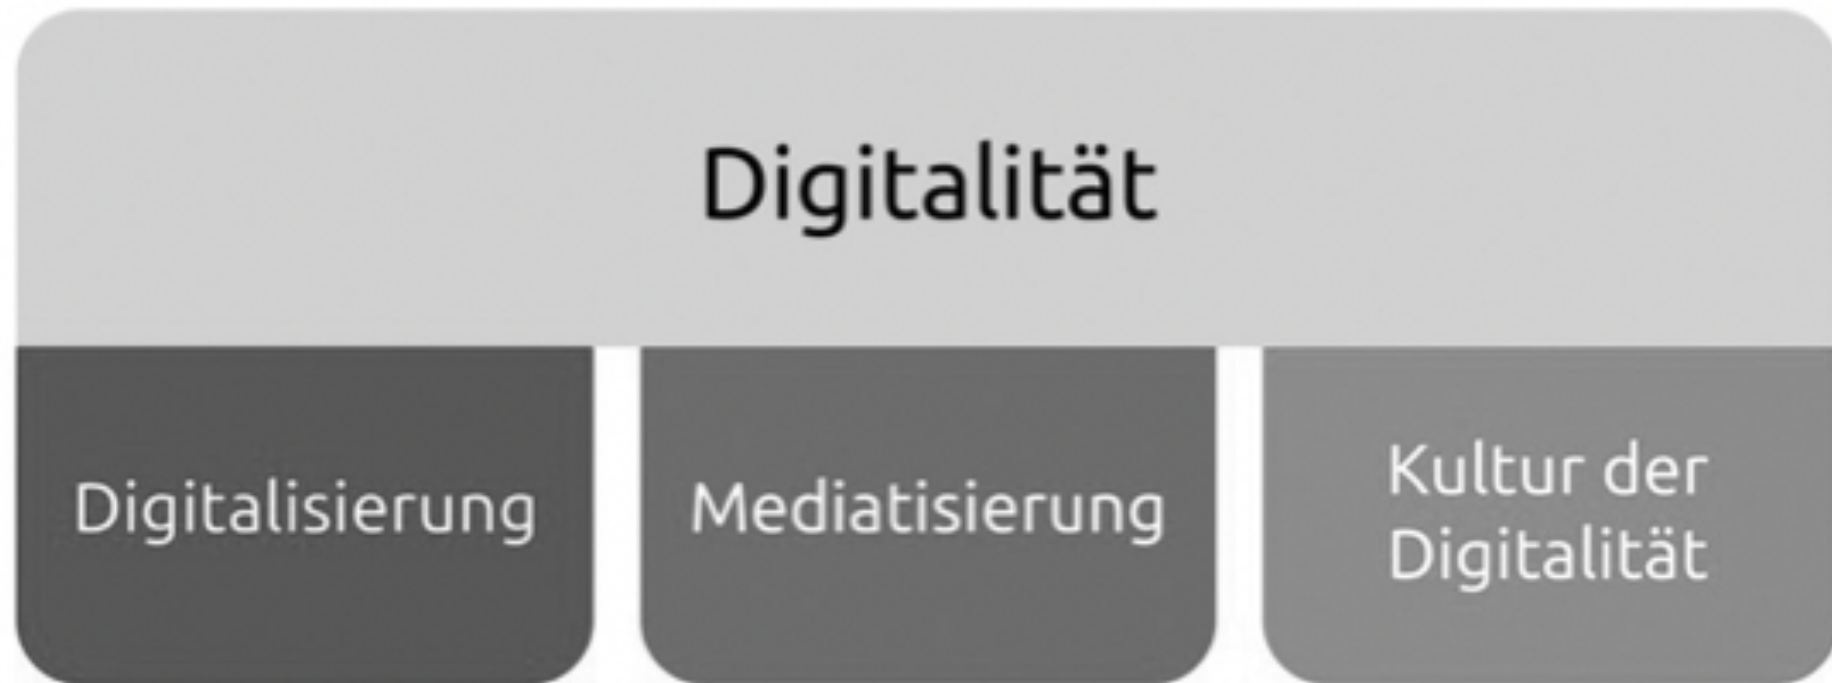 Digitalität
Digitalisierung
Mediatisierung
Kultur der
Digitalität